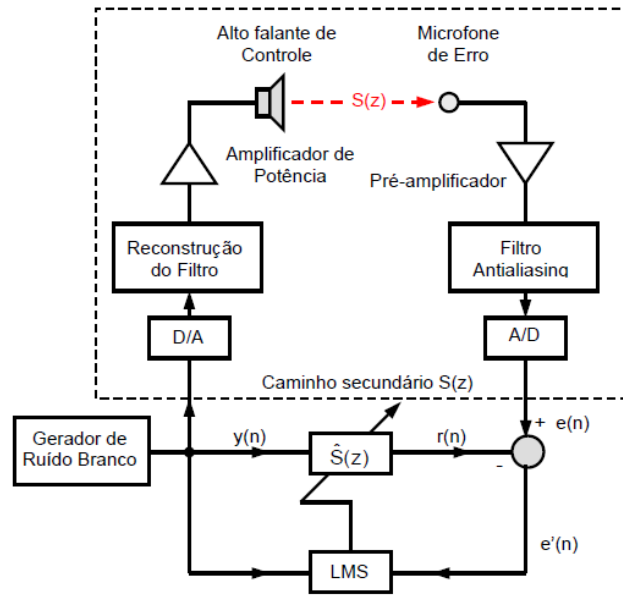 Alto falante de
Controle
Microfone
de Erro
S(z)
Amplificador de
Potência
Pré-amplificador
Reconstrução
do Filtro
Filtro
Antialiasing
D/A
A/D
Caminho secundário S(z)
+ e(n)
Gerador de
Ruído Branco
y(n)
Ŝ(z)
r(n)
-
e'(n)
LMS